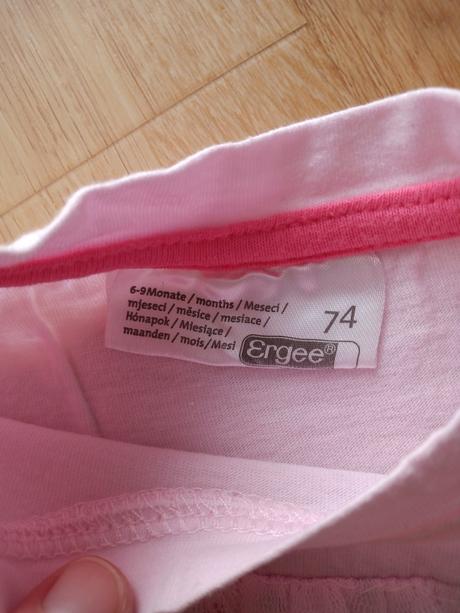 6-9Monate / months / Meseci /
mjeseci / měsíce / mesiace /
Hónapok / Miesiące /
maanden / mois / Mesi
74
Ergee®